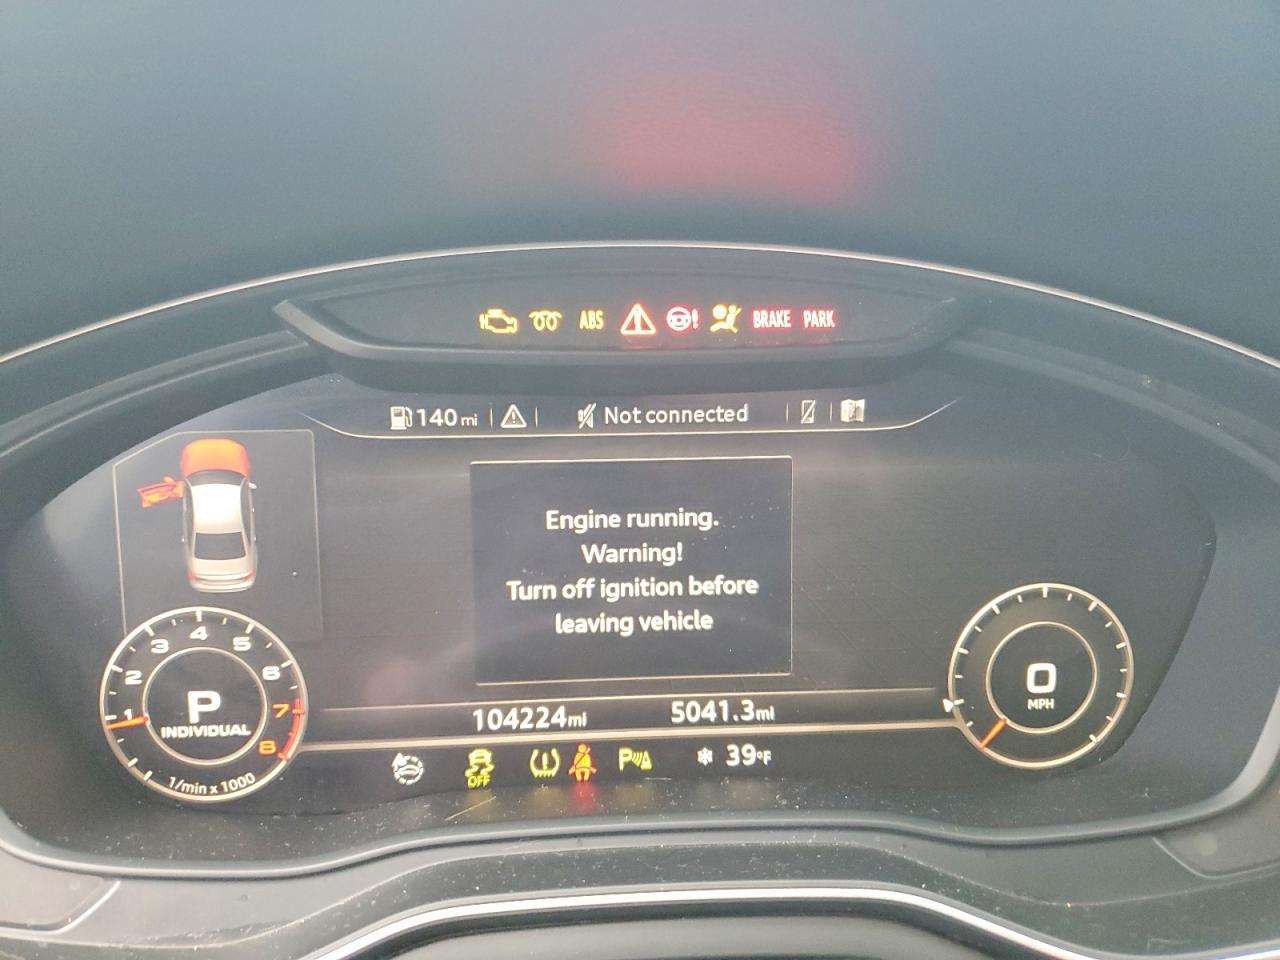 ABS BRAKE PARK
140 mi Not connected
Engine running.
Warning!
Turn off ignition before
leaving vehicle
1 2 3 4 5 6 7 8
P
INDIVIDUAL
1/min x 1000
0
MPH
104224mi 5041.3mi
OFF P 39°F